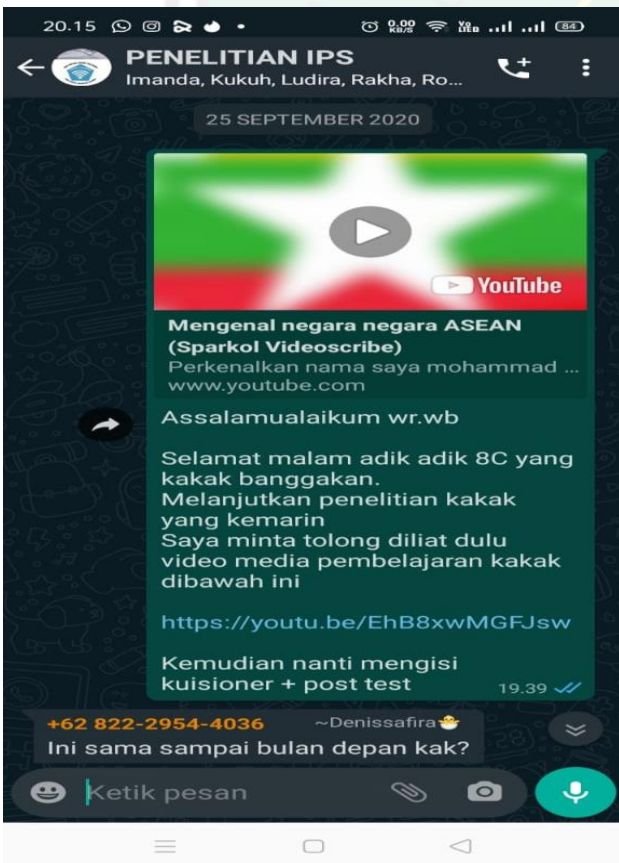 20.15
0.99 KB/S
84
PENELITIAN IPS
Imanda, Kukuh, Ludira, Rakha, Ro...
25 SEPTEMBER 2020
YouTube
Mengenal negara negara ASEAN
(Sparkol Videoscribe)
Perkenalkan nama saya mohammad ...
www.youtube.com
Assalamualaikum wr.wb
Selamat malam adik adik 8C yang
kakak banggakan.
Melanjutkan penelitian kakak
yang kemarin
Saya minta tolong diliat dulu
video media pembelajaran kakak
dibawah ini
https://youtu.be/EhB8xwMGFJsw
Kemudian nanti mengisi
kuisioner + post test 19.39
+62 822-2954-4036 ~Denissafira🐣
Ini sama sampai bulan depan kak?
Ketik pesan